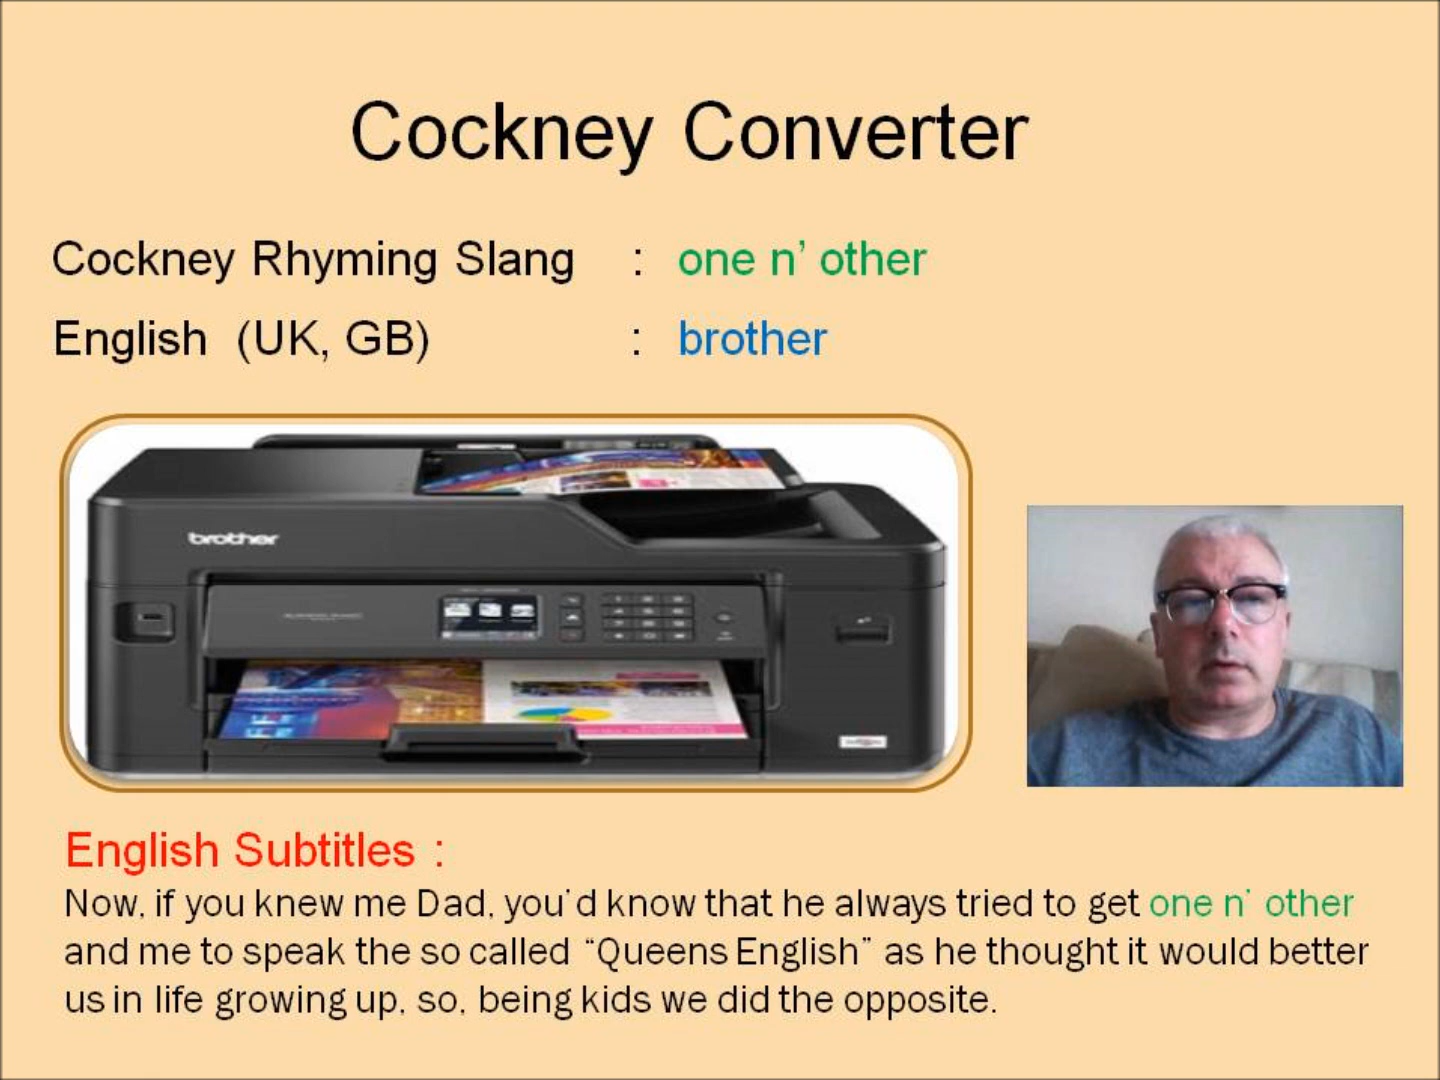 Cockney Converter
Cockney Rhyming Slang : one n’ other
English (UK, GB) : brother
brother
English Subtitles :
Now, if you knew me Dad, you’d know that he always tried to get one n’ other
and me to speak the so called “Queens English” as he thought it would better
us in life growing up, so, being kids we did the opposite.